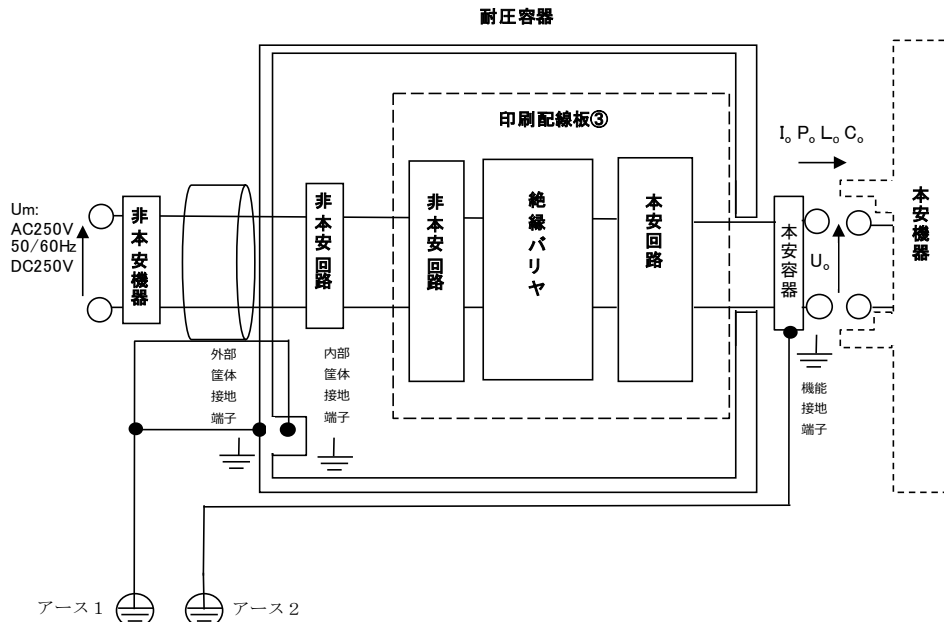 耐圧容器
印刷配線板③
Io Po Lo Co
Um:
AC250V
50/60Hz
DC250V
非本安機器
非本安回路
非本安回路
絶縁バリヤ
本安回路
本安容器
Uo
本安機器
外部
筐体
接地
端子
内部
筐体
接地
端子
機能
接地
端子
アース1
アース2